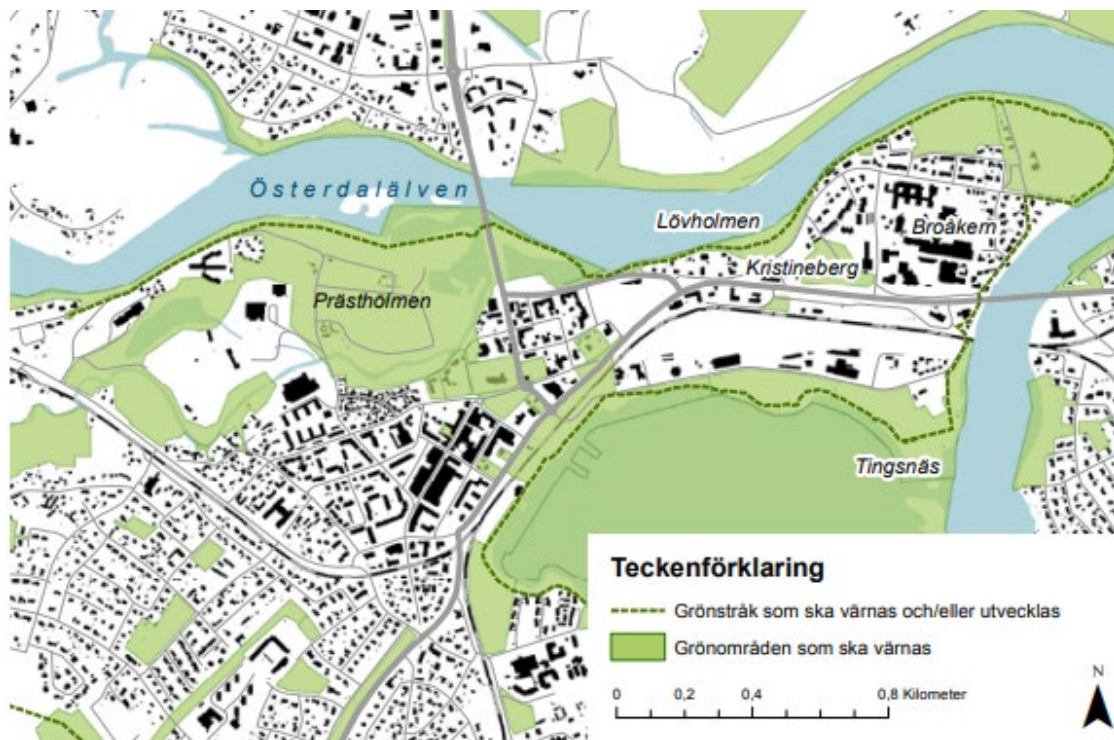 Österdalälven
Lövholmen
Broåkern
Kristineberg
Prästholmen
Tingsnäs
Teckenförklaring
Grönstråk som ska värnas och/eller utvecklas
Grönområden som ska värnas
0 0,2 0,4 0,8 Kilometer
N